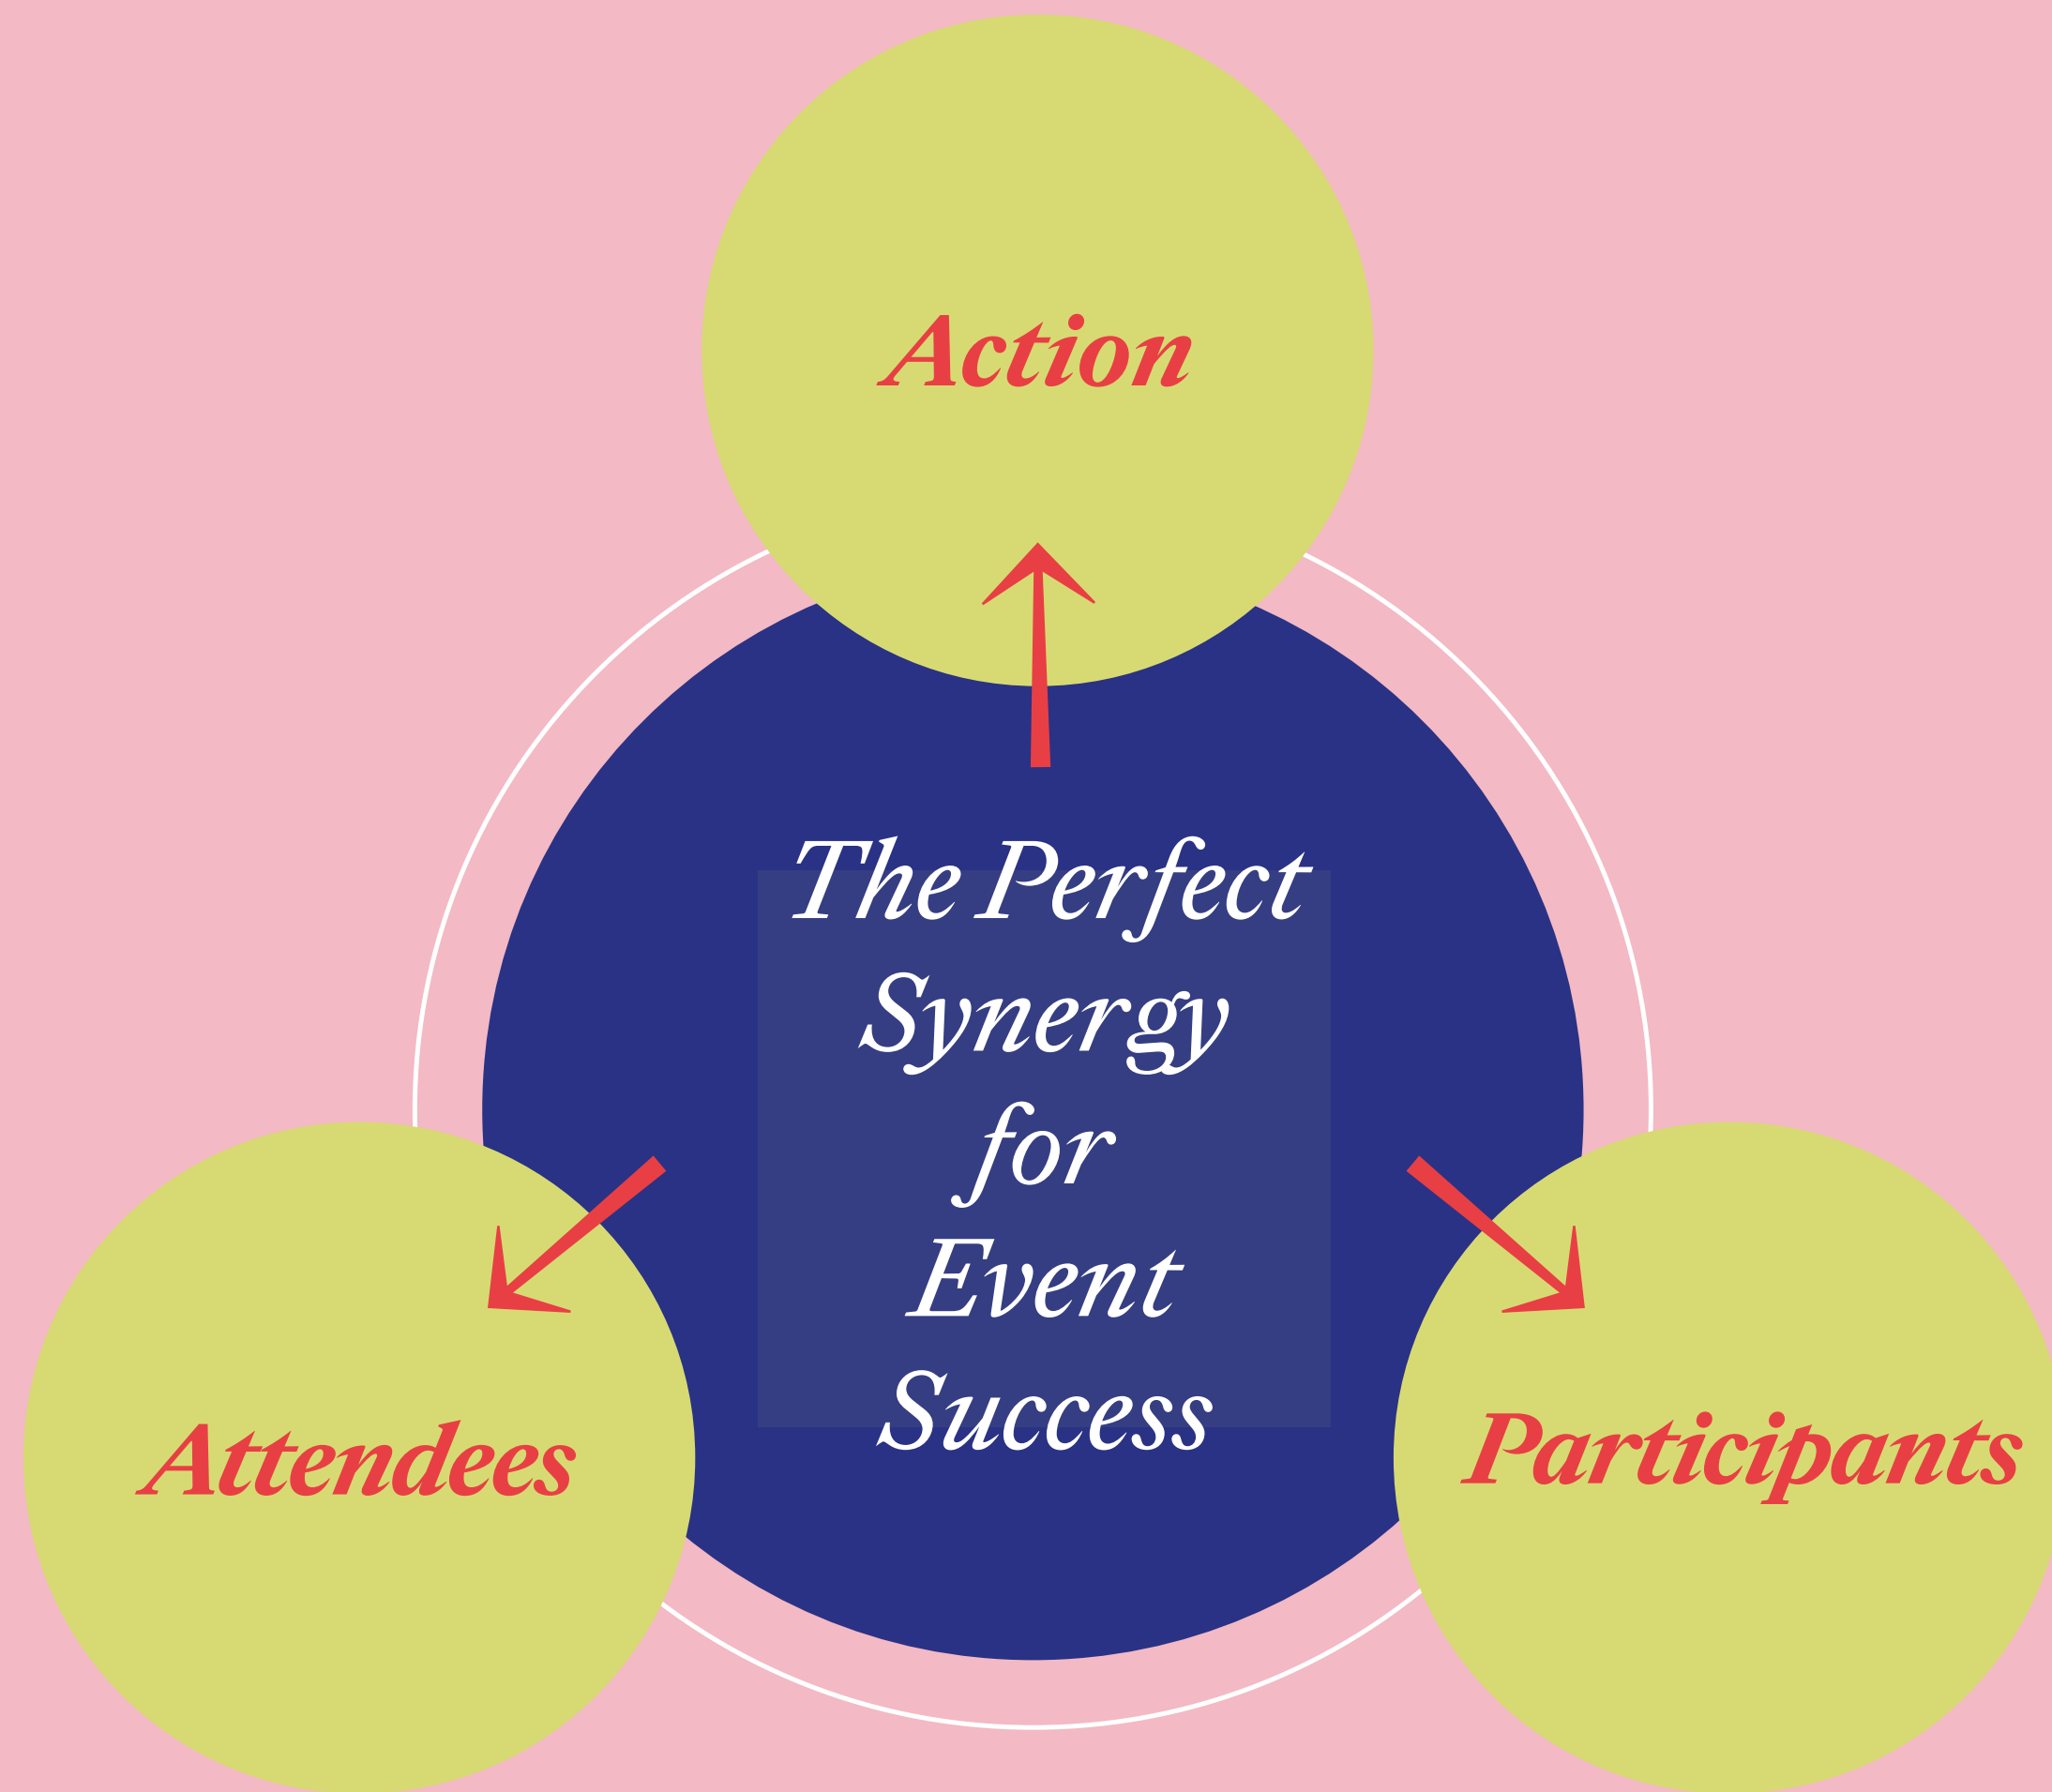 Action
The Perfect
Synergy
for
Event
Success
Attendees
Participants